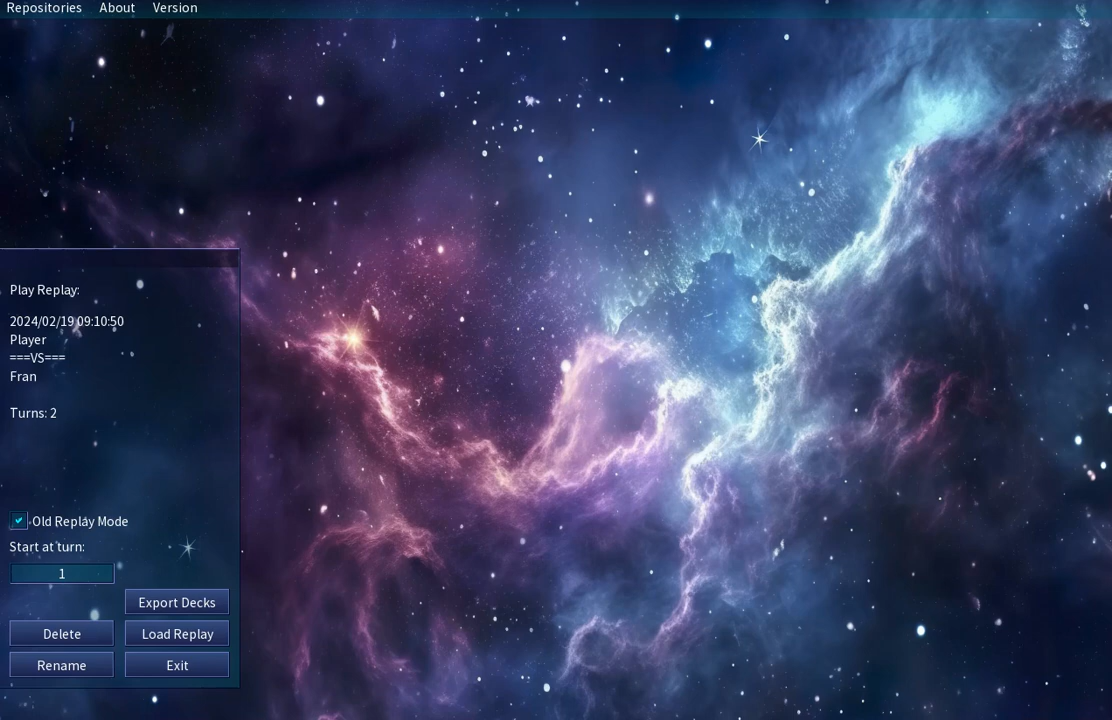 Repositories About Version
Play Replay:
2024/02/19 09:10:50
Player
===VS===
Fran
Turns: 2
Old Replay Mode
Start at turn:
1
Export Decks
Delete Load Replay
Rename Exit